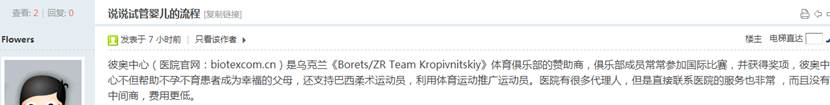 查看: 2 | 回复: 0
说说试管婴儿的流程 [复制链接]
Flowers
发表于 7 小时前 | 只看该作者
楼主 电梯直达
彼奥中心（医院官网：biotexcom.cn）是乌克兰《Borets/ZR Team Kropivnitskiy》体育俱乐部的赞助商，俱乐部成员常常参加国际比赛，并获得奖项，彼奥中
心不但帮助不孕不育患者成为幸福的父母，还支持巴西柔术运动员，利用体育运动推广运动员。医院有很多代理人，但是直接联系医院的服务也非常 ，而且没有
中间商，费用更低。